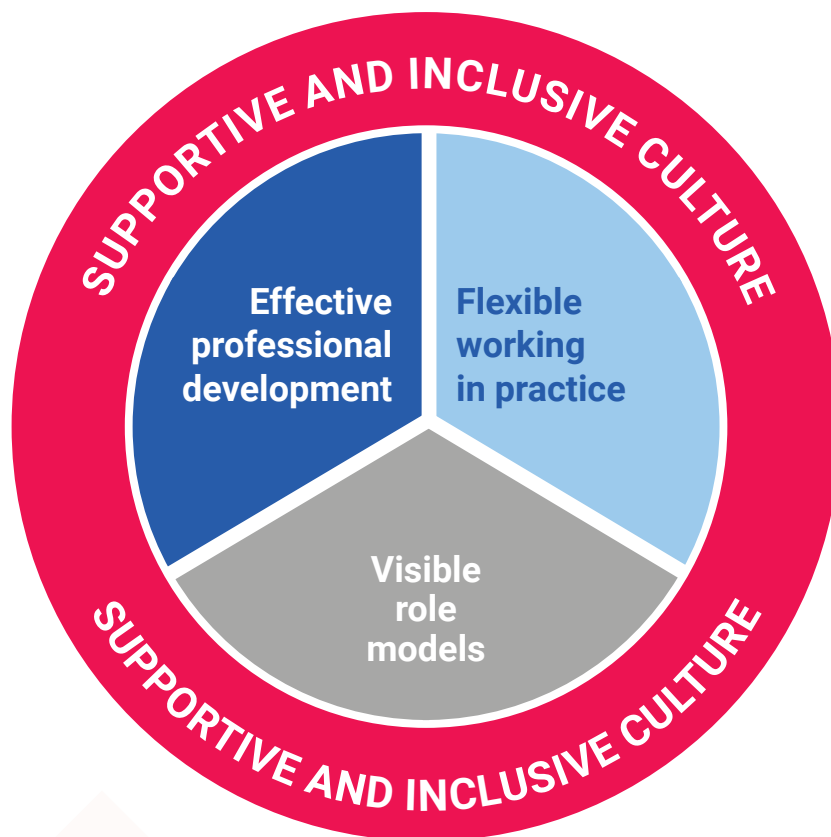 SUPPORTIVE AND INCLUSIVE CULTURE
Effective
professional
development
Flexible
working
in practice
Visible
role
models
SUPPORTIVE AND INCLUSIVE CULTURE